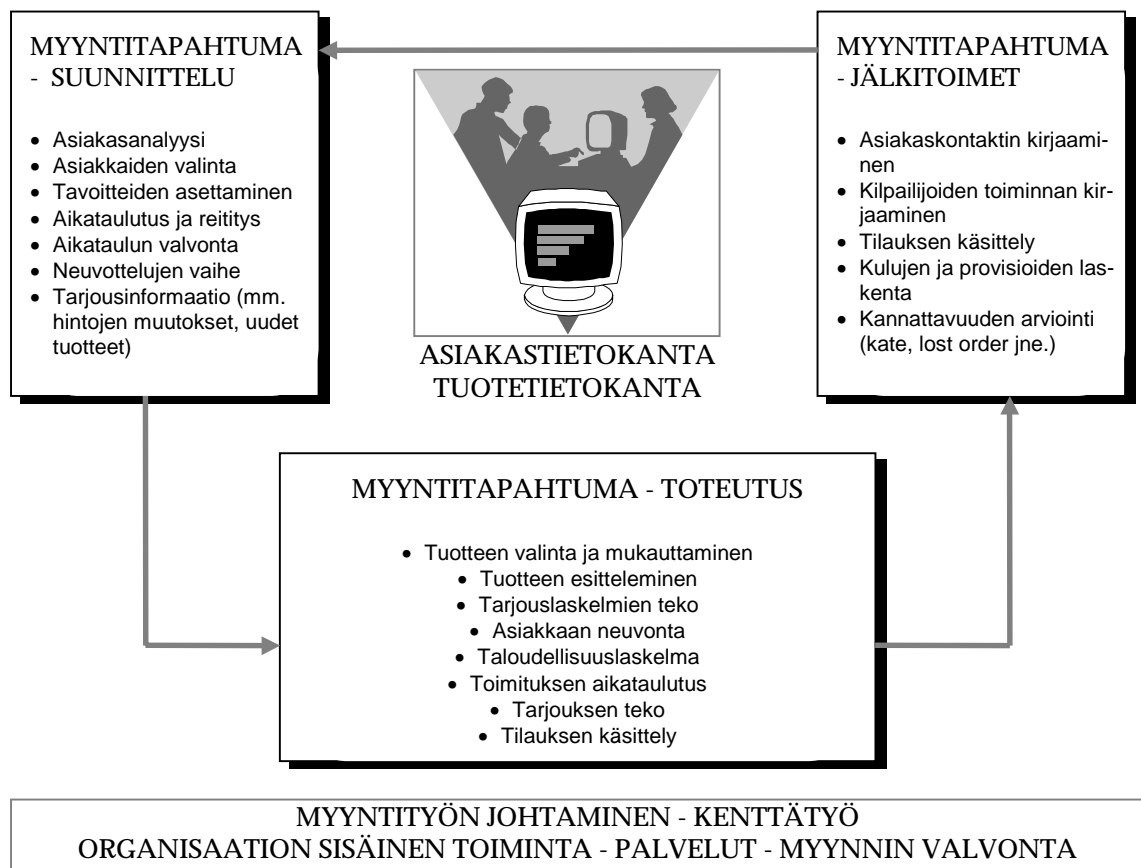 MYYNTITAPAHTUMA
- SUUNNITTELU
• Asiakasanalyysi
• Asiakkaiden valinta
• Tavoitteiden asettaminen
• Aikataulutus ja reititys
• Aikataulun valvonta
• Neuvottelujen vaihe
• Tarjousinformaatio (mm.
hintojen muutokset, uudet
tuotteet)
ASIAKASTIETOKANTA
TUOTETIETOKANTA
MYYNTITAPAHTUMA
- JÄLKITOIMET
• Asiakaskontaktin kirjaami-
nen
• Kilpailijoiden toiminnan kir-
jaaminen
• Tilauksen käsittely
• Kulujen ja provisioiden las-
kenta
• Kannattavuuden arviointi
(kate, lost order jne.)
MYYNTITAPAHTUMA - TOTEUTUS
• Tuotteen valinta ja mukauttaminen
• Tuotteen esitteleminen
• Tarjouslaskelmien teko
• Asiakkaan neuvonta
• Taloudellisuuslaskelma
• Toimituksen aikataulutus
• Tarjouksen teko
• Tilauksen käsittely
MYYNTITYÖN JOHTAMINEN - KENTTÄTYÖ
ORGANISAATION SISÄINEN TOIMINTA - PALVELUT - MYYNNIN VALVONTA